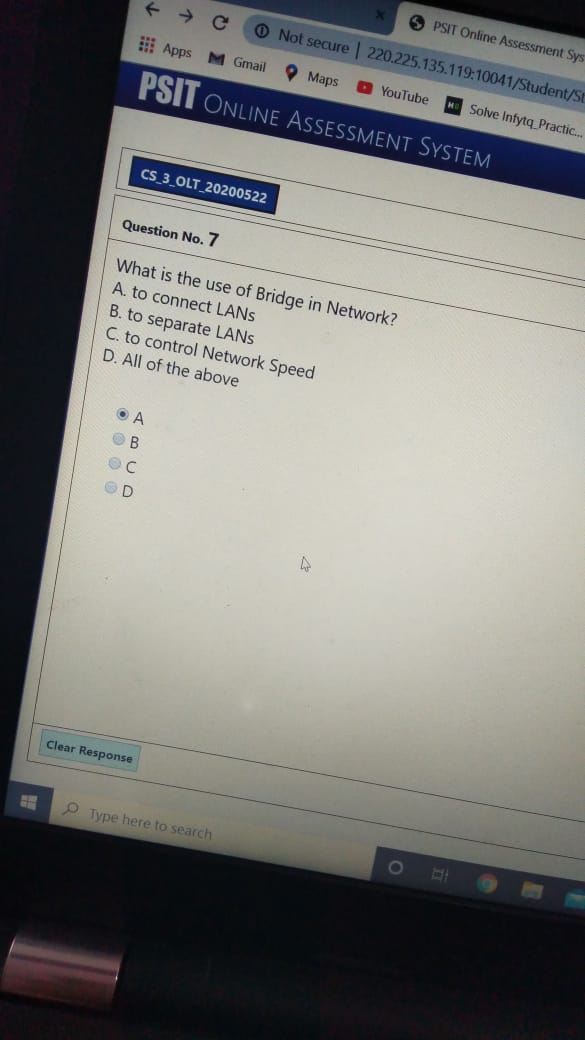 PSIT Online Assessment Sys
Not secure | 220.225.135.119:10041/Student/St
Apps Gmail Maps YouTube Solve Infytq_Practic...
PSIT ONLINE ASSESSMENT SYSTEM
CS_3_OLT_20200522
Question No. 7
What is the use of Bridge in Network?
A. to connect LANs
B. to separate LANs
C. to control Network Speed
D. All of the above
A
B
C
D
Clear Response
Type here to search